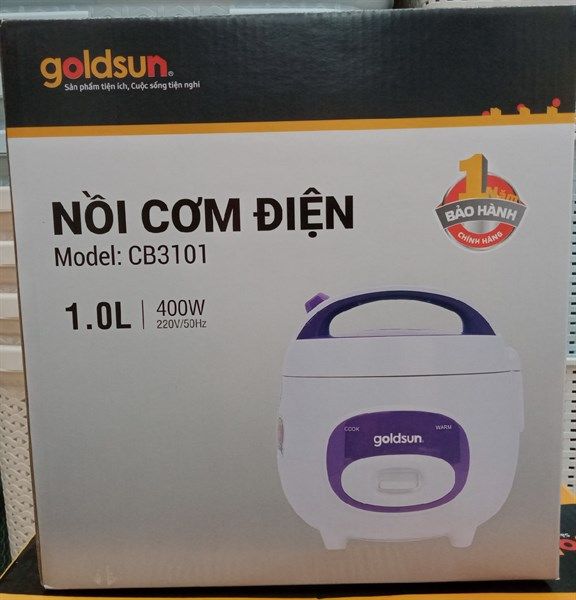 goldsun®
Sản phẩm tiện ích, Cuộc sống tiện nghi
1 Năm
BẢO HÀNH
CHÍNH HÃNG
NỒI CƠM ĐIỆN
Model: CB3101
1.0L
400W
220V/50Hz
COOK
WARM
goldsun